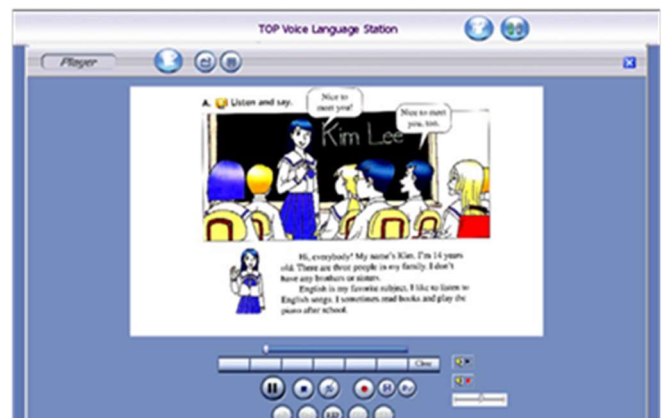 TOP Voice Language Station
Player
A. Listen and say.
Nice to
meet you!
Nice to meet
you, too.
Kim Lee
Hi, everybody! My name's Kim. I'm 14 years
old. There are three people in my family. I don't
have any brothers or sisters.
English is my favorite subject. I like to listen to
English songs. I sometimes read books and play the
piano after school.
Clear